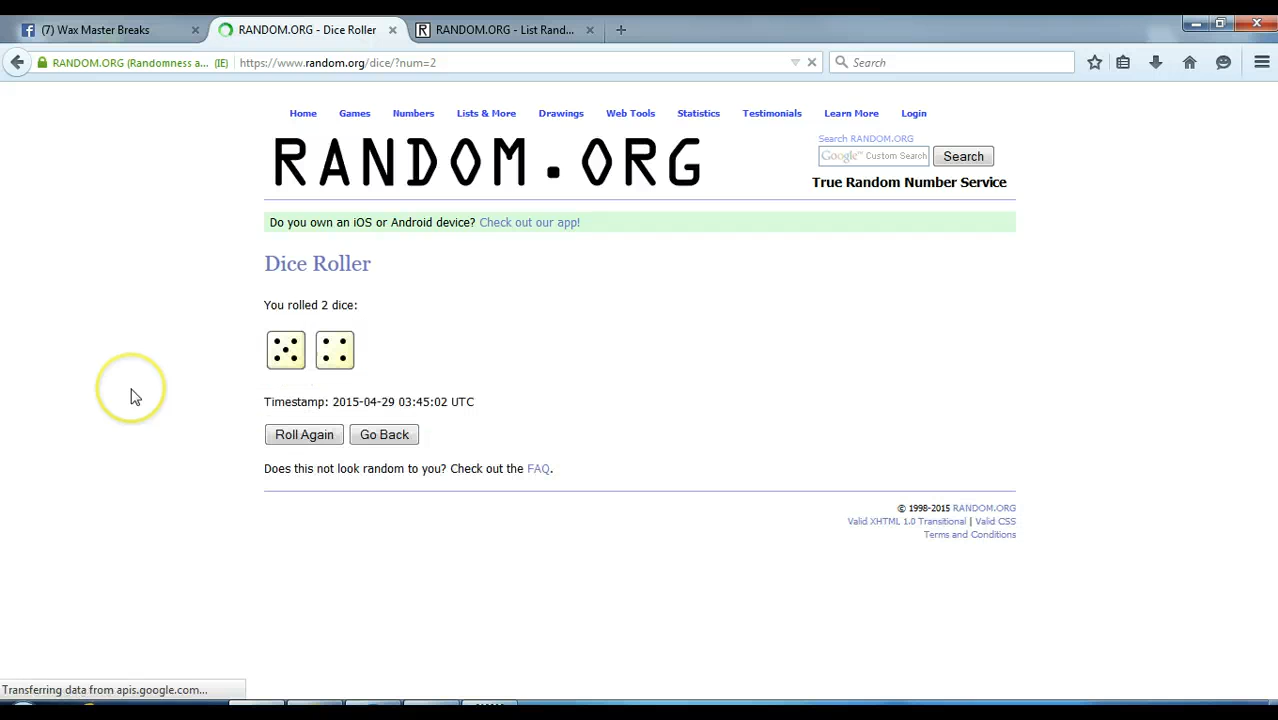 (7) Wax Master Breaks
RANDOM.ORG - Dice Roller
RANDOM.ORG - List Rand...
RANDOM.ORG (Randomness a... (IE)
https://www.random.org/dice/?num=2
Search
Home Games Numbers Lists & More Drawings Web Tools Statistics Testimonials Learn More Login
RANDOM.ORG
Search RANDOM.ORG
Google™ Custom Search
Search
True Random Number Service
Do you own an iOS or Android device? Check out our app!
Dice Roller
You rolled 2 dice:
Timestamp: 2015-04-29 03:45:02 UTC
Roll Again Go Back
Does this not look random to you? Check out the FAQ.
© 1998-2015 RANDOM.ORG
Valid XHTML 1.0 Transitional | Valid CSS
Terms and Conditions
Transferring data from apis.google.com...